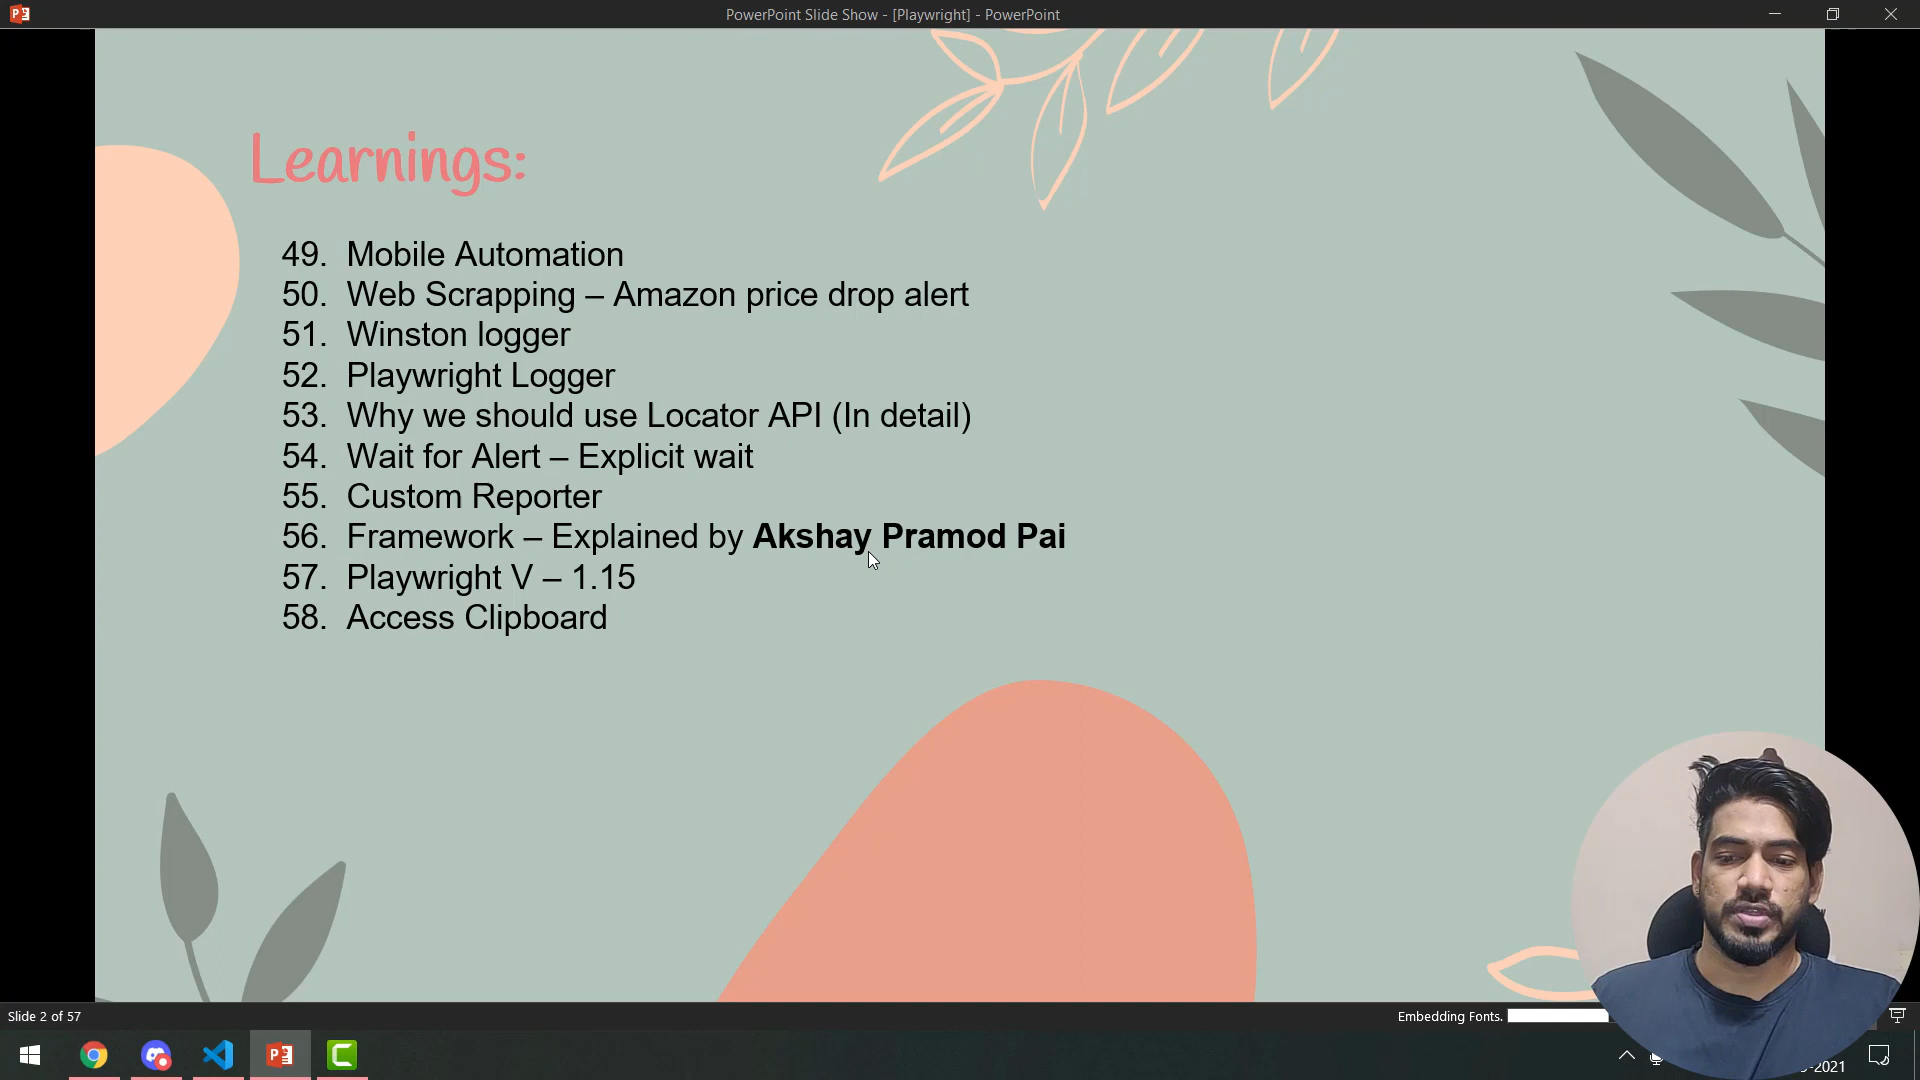 PowerPoint Slide Show - [Playwright] - PowerPoint
Learnings:
49. Mobile Automation
50. Web Scrapping – Amazon price drop alert
51. Winston logger
52. Playwright Logger
53. Why we should use Locator API (In detail)
54. Wait for Alert – Explicit wait
55. Custom Reporter
56. Framework – Explained by Akshay Pramod Pai
57. Playwright V – 1.15
58. Access Clipboard
Slide 2 of 57
Embedding Fonts.
-2021